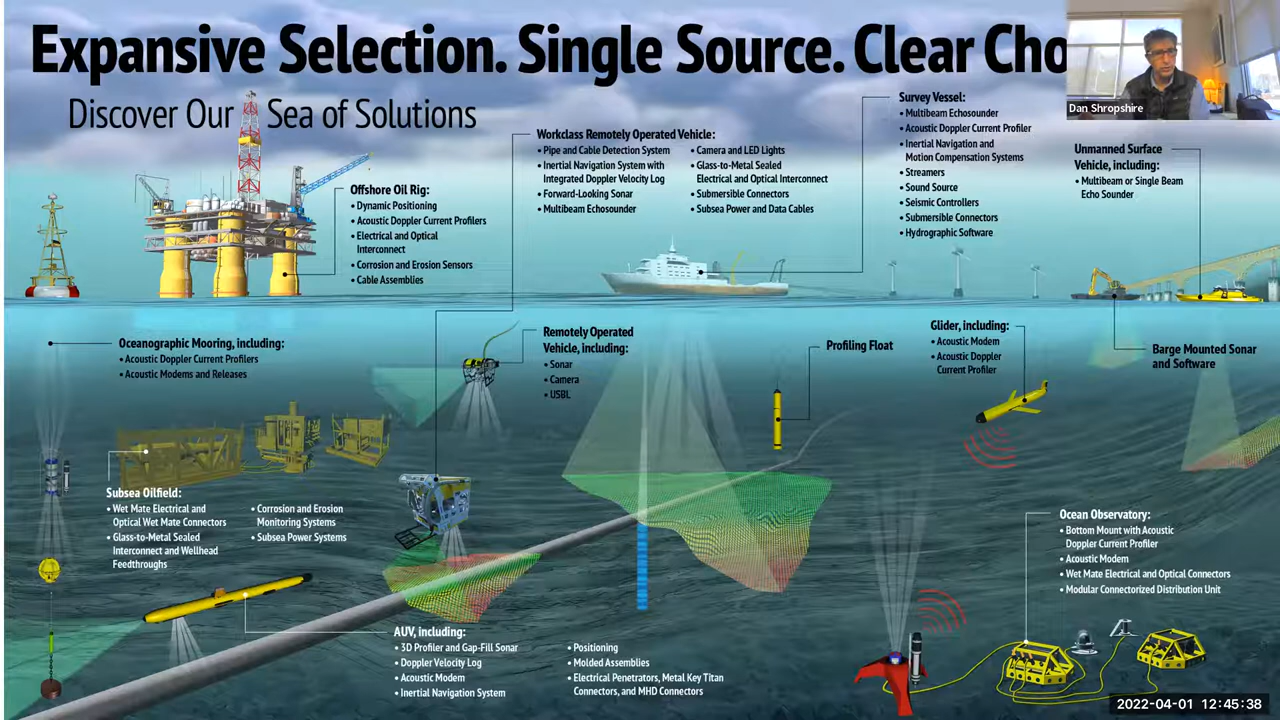 Expansive Selection. Single Source. Clear Cho
Discover Our Sea of Solutions
Dan Shropshire
Offshore Oil Rig:
• Dynamic Positioning
• Acoustic Doppler Current Profilers
• Electrical and Optical
Interconnect
• Corrosion and Erosion Sensors
• Cable Assemblies
Workclass Remotely Operated Vehicle:
• Pipe and Cable Detection System
• Inertial Navigation System with
Integrated Doppler Velocity Log
• Forward-Looking Sonar
• Multibeam Echosounder
• Camera and LED Lights
• Glass-to-Metal Sealed
Electrical and Optical Interconnect
• Submersible Connectors
• Subsea Power and Data Cables
Survey Vessel:
• Multibeam Echosounder
• Acoustic Doppler Current Profiler
• Inertial Navigation and
Motion Compensation Systems
• Streamers
• Sound Source
• Seismic Controllers
• Submersible Connectors
• Hydrographic Software
Unmanned Surface
Vehicle, including:
• Multibeam or Single Beam
Echo Sounder
Oceanographic Mooring, including:
• Acoustic Doppler Current Profilers
• Acoustic Modems and Releases
Remotely Operated
Vehicle, including:
• Sonar
• Camera
• USBL
Profiling Float
Glider, including:
• Acoustic Modem
• Acoustic Doppler
Current Profiler
Barge Mounted Sonar
and Software
Subsea Oilfield:
• Wet Mate Electrical and
Optical Wet Mate Connectors
• Glass-to-Metal Sealed
Interconnect and Wellhead
Feedthroughs
• Corrosion and Erosion
Monitoring Systems
• Subsea Power Systems
Ocean Observatory:
• Bottom Mount with Acoustic
Doppler Current Profiler
• Acoustic Modem
• Wet Mate Electrical and Optical Connectors
• Modular Connectorized Distribution Unit
AUV, including:
• 3D Profiler and Gap-Fill Sonar
• Doppler Velocity Log
• Acoustic Modem
• Inertial Navigation System
• Positioning
• Molded Assemblies
• Electrical Penetrators, Metal Key Titan
Connectors, and MHD Connectors
2022-04-01 12:45:38